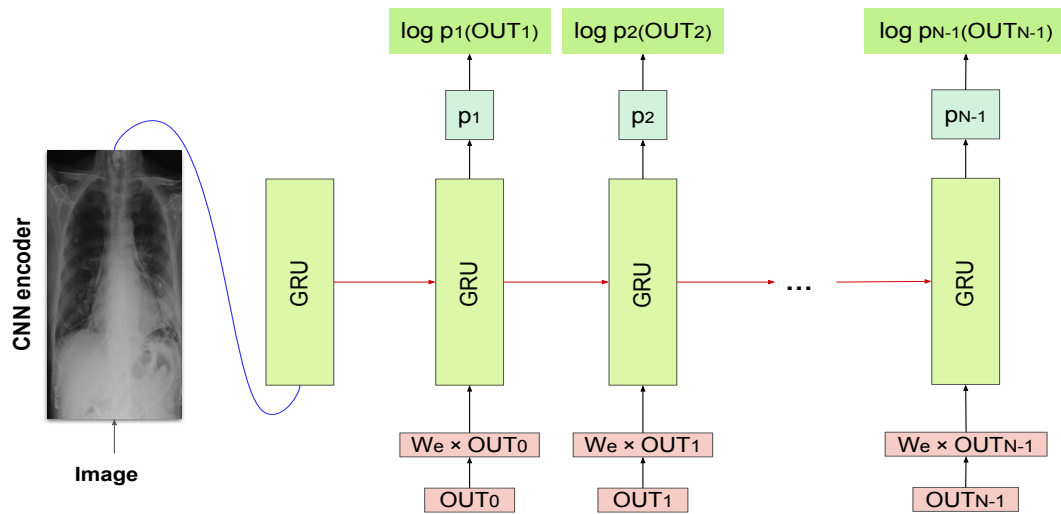 log p1(OUT1) log p2(OUT2) log pN-1(OUTN-1)
p1 p2 pN-1
CNN encoder
GRU GRU GRU ... GRU
We × OUT0 We × OUT1 We × OUTN-1
Image
OUT0 OUT1 OUTN-1